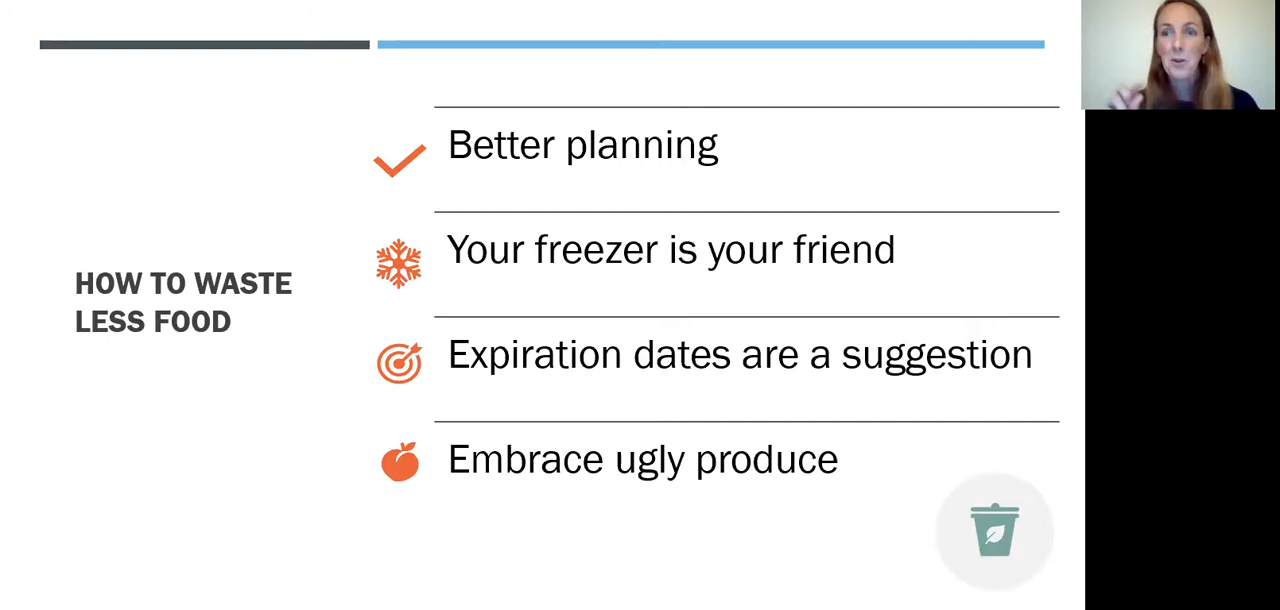 HOW TO WASTE
LESS FOOD
Better planning
Your freezer is your friend
Expiration dates are a suggestion
Embrace ugly produce